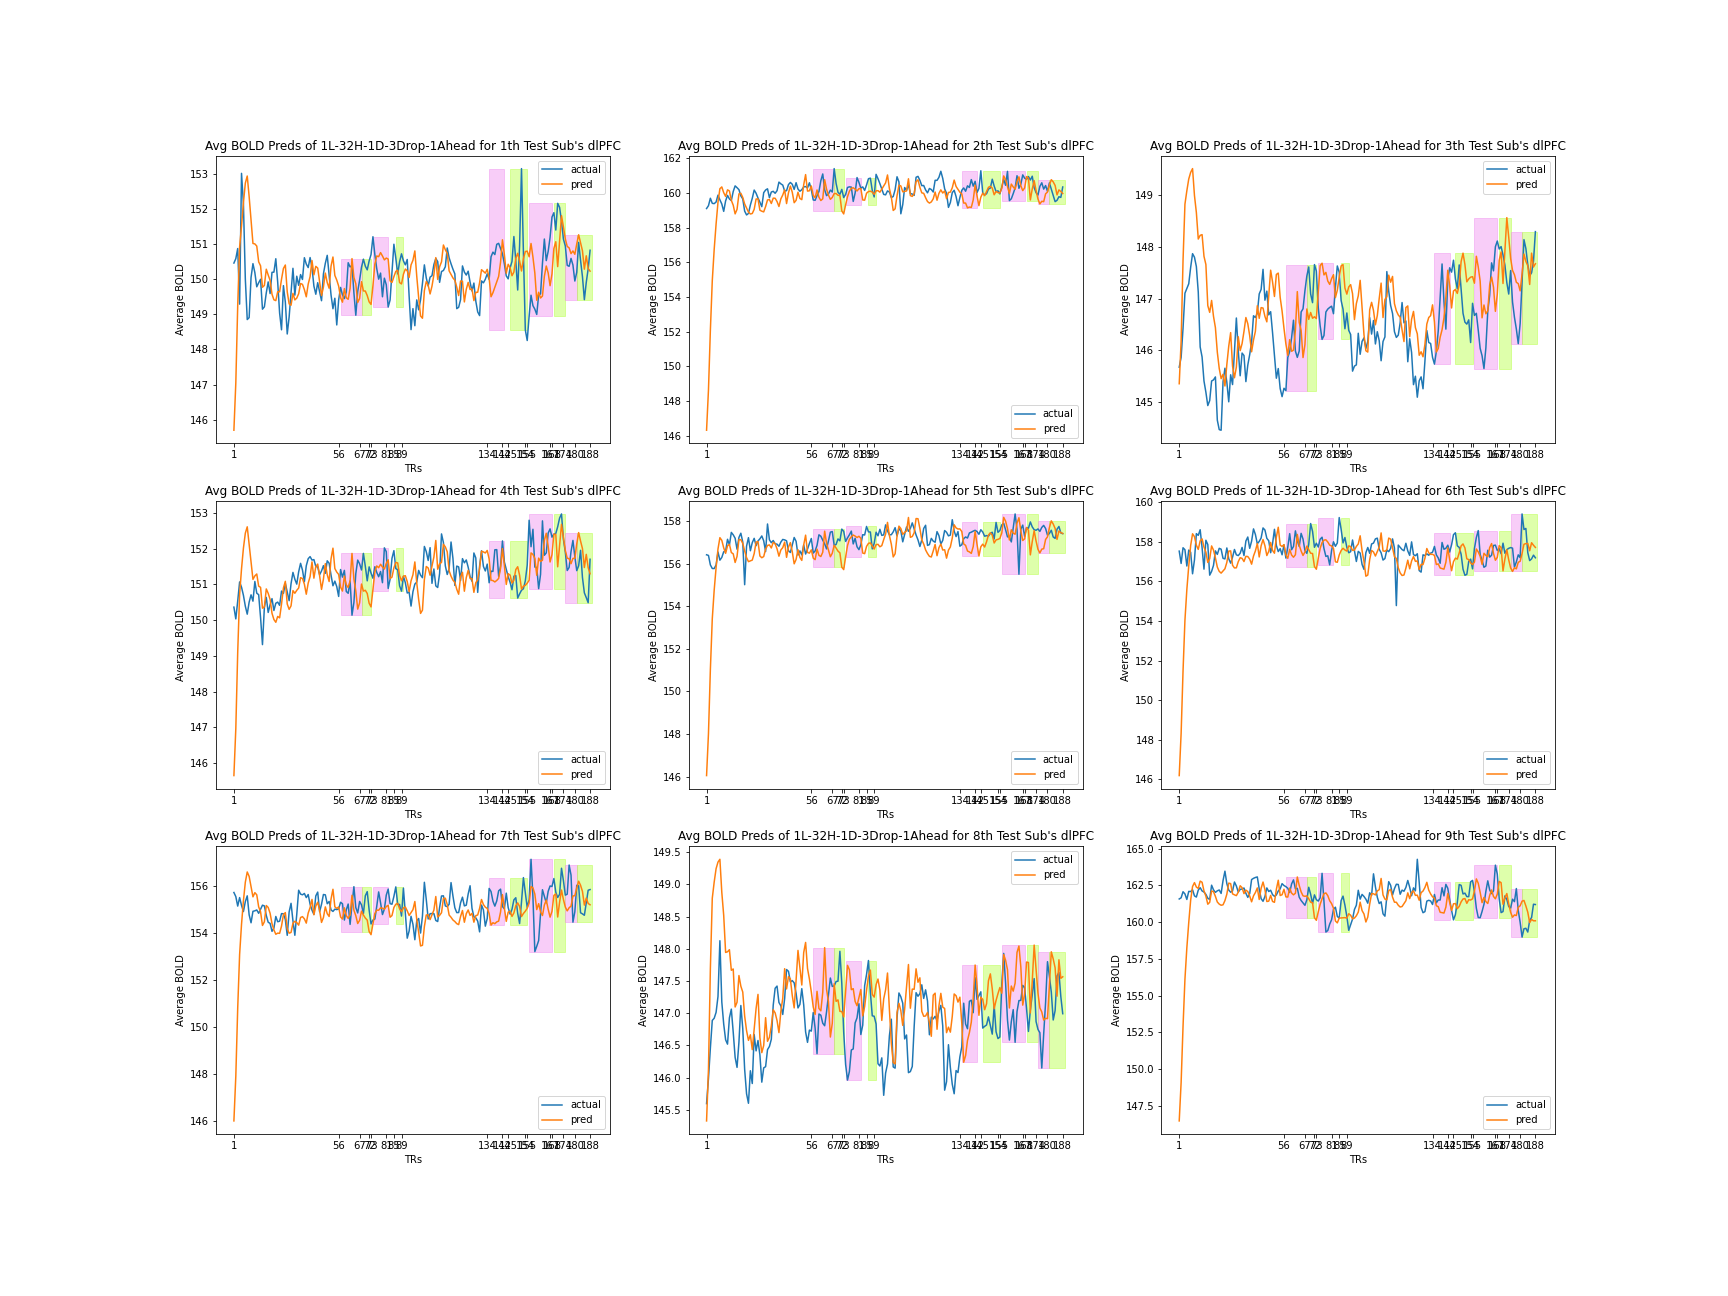 Avg BOLD Preds of 1L-32H-1D-3Drop-1Ahead for 1th Test Sub's dlPFC
Average BOLD
153
152
151
150
149
148
147
146
actual
pred
1 56
188
TRs
Avg BOLD Preds of 1L-32H-1D-3Drop-1Ahead for 2th Test Sub's dlPFC
Average BOLD
162
160
158
156
154
152
150
148
146
actual
pred
1 56
188
TRs
Avg BOLD Preds of 1L-32H-1D-3Drop-1Ahead for 3th Test Sub's dlPFC
Average BOLD
149
148
147
146
145
actual
pred
1 56
188
TRs
Avg BOLD Preds of 1L-32H-1D-3Drop-1Ahead for 4th Test Sub's dlPFC
Average BOLD
153
152
151
150
149
148
147
146
actual
pred
1 56
188
TRs
Avg BOLD Preds of 1L-32H-1D-3Drop-1Ahead for 5th Test Sub's dlPFC
Average BOLD
158
156
154
152
150
148
146
actual
pred
1 56
188
TRs
Avg BOLD Preds of 1L-32H-1D-3Drop-1Ahead for 6th Test Sub's dlPFC
Average BOLD
160
158
156
154
152
150
148
146
actual
pred
1 56
188
TRs
Avg BOLD Preds of 1L-32H-1D-3Drop-1Ahead for 7th Test Sub's dlPFC
Average BOLD
156
154
152
150
148
146
actual
pred
1 56
188
TRs
Avg BOLD Preds of 1L-32H-1D-3Drop-1Ahead for 8th Test Sub's dlPFC
Average BOLD
149.5
149.0
148.5
148.0
147.5
147.0
146.5
146.0
145.5
actual
pred
1 56
188
TRs
Avg BOLD Preds of 1L-32H-1D-3Drop-1Ahead for 9th Test Sub's dlPFC
Average BOLD
165.0
162.5
160.0
157.5
155.0
152.5
150.0
147.5
actual
pred
1 56
188
TRs